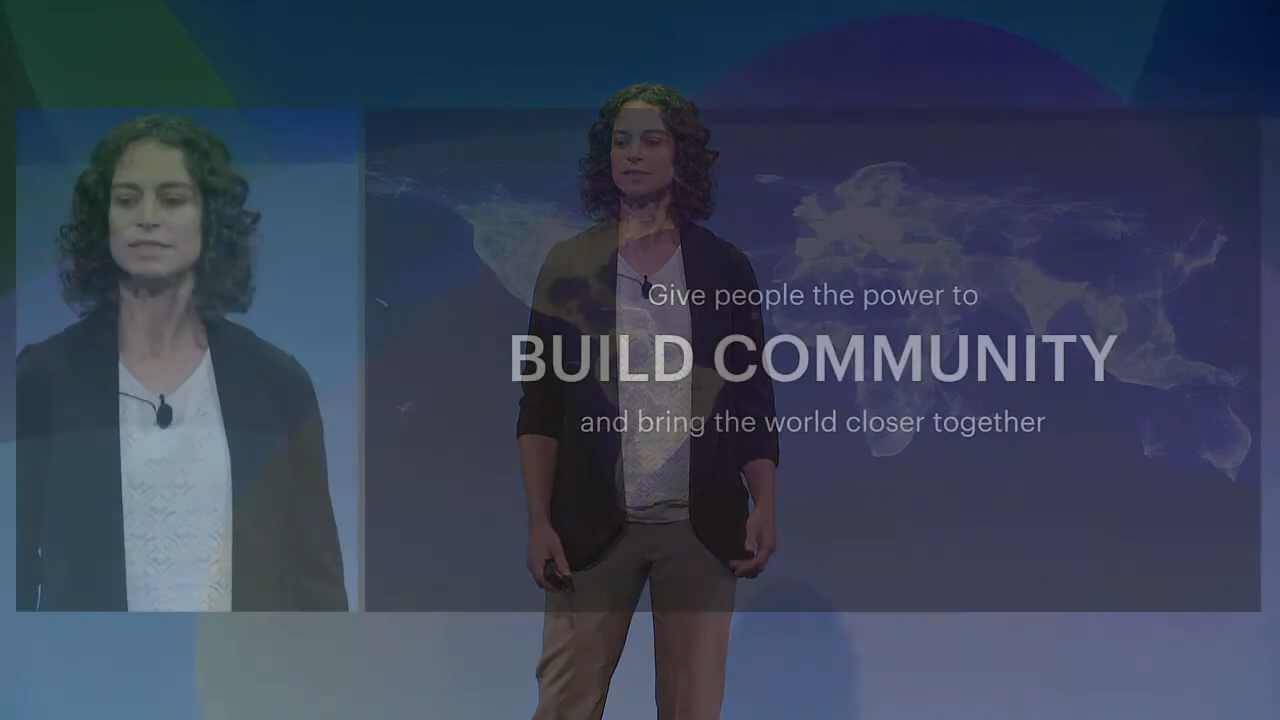 Give people the power to
BUILD COMMUNITY
and bring the world closer together